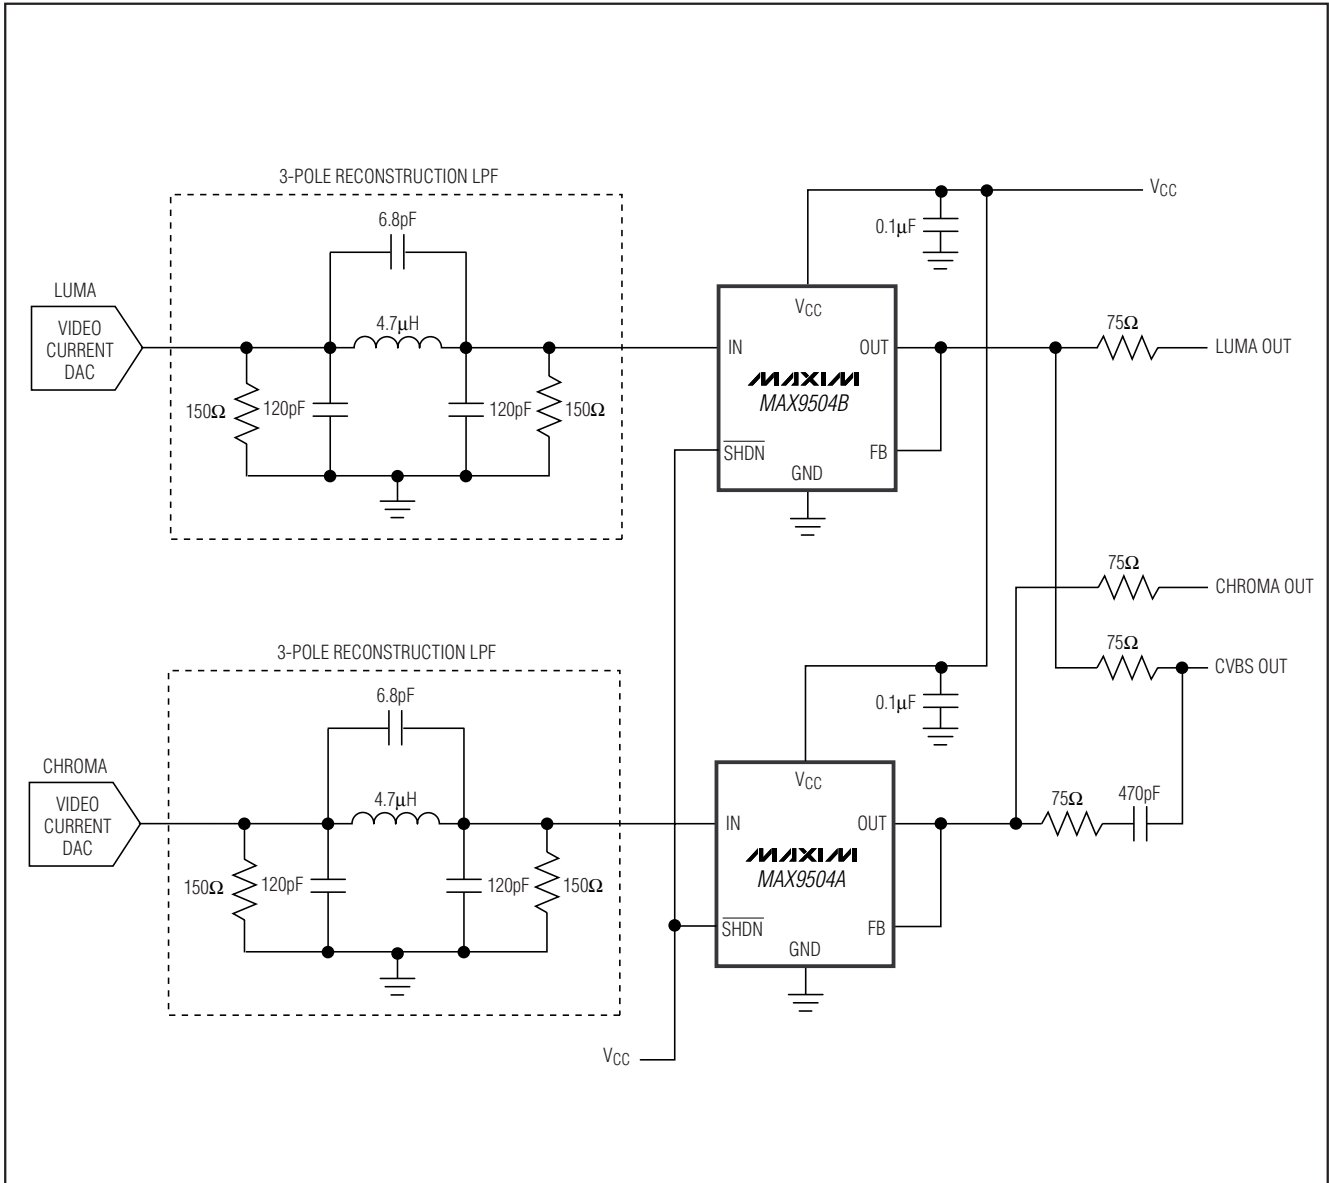 3-POLE RECONSTRUCTION LPF
6.8pF
4.7µH
LUMA
VIDEO
CURRENT
DAC
150Ω
120pF
120pF
150Ω
VCC
0.1µF
VCC
IN
OUT
MAXIM
MAX9504B
SHDN
FB
GND
75Ω
LUMA OUT
75Ω
CHROMA OUT
75Ω
CVBS OUT
3-POLE RECONSTRUCTION LPF
6.8pF
4.7µH
CHROMA
VIDEO
CURRENT
DAC
150Ω
120pF
120pF
150Ω
0.1µF
VCC
IN
OUT
MAXIM
MAX9504A
SHDN
FB
GND
75Ω
470pF
VCC